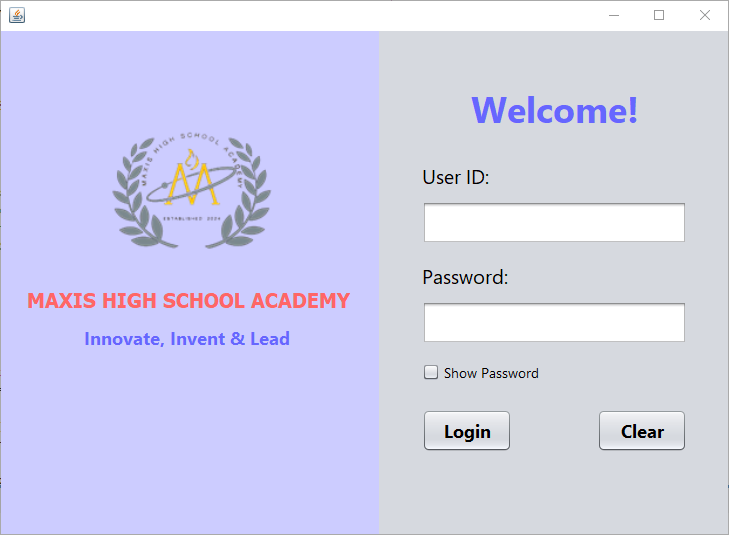 MAXIS HIGH SCHOOL ACADEMY
ESTABLISHED 2024
MAXIS HIGH SCHOOL ACADEMY
Innovate, Invent & Lead
Welcome!
User ID:
Password:
Show Password
Login
Clear